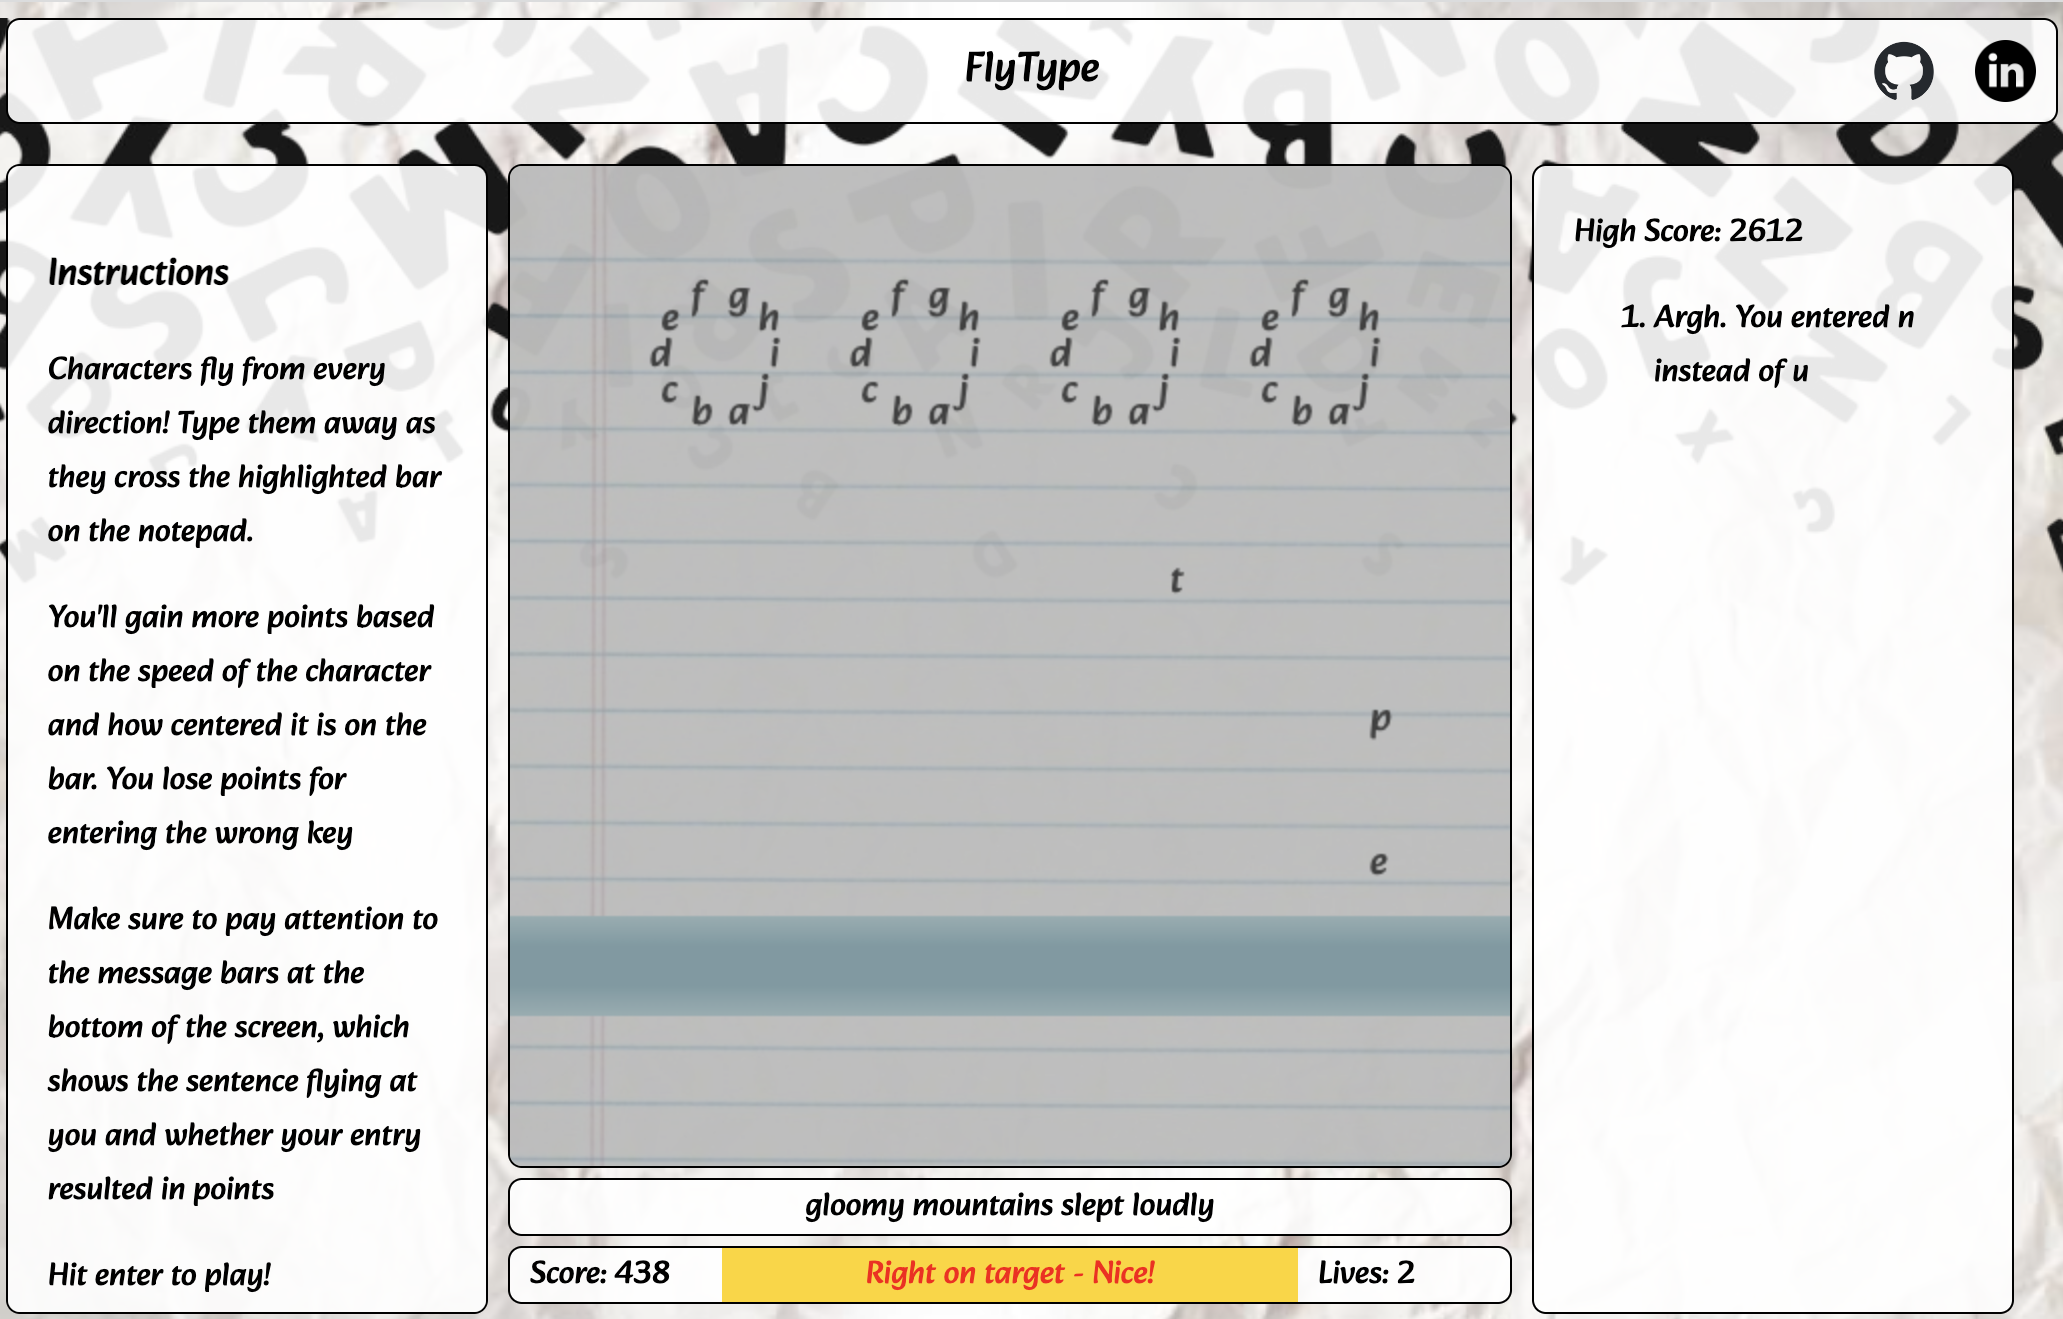 FlyType
in
Instructions
Characters fly from every
direction! Type them away as
they cross the highlighted bar
on the notepad.
You'll gain more points based
on the speed of the character
and how centered it is on the
bar. You lose points for
entering the wrong key
Make sure to pay attention to
the message bars at the
bottom of the screen, which
shows the sentence flying at
you and whether your entry
resulted in points
Hit enter to play!
a b c d e f g h i j
a b c d e f g h i j
a b c d e f g h i j
a b c d e f g h i j
t
p
e
gloomy mountains slept loudly
Score: 438
Right on target - Nice!
Lives: 2
High Score: 2612
1. Argh. You entered n
instead of u